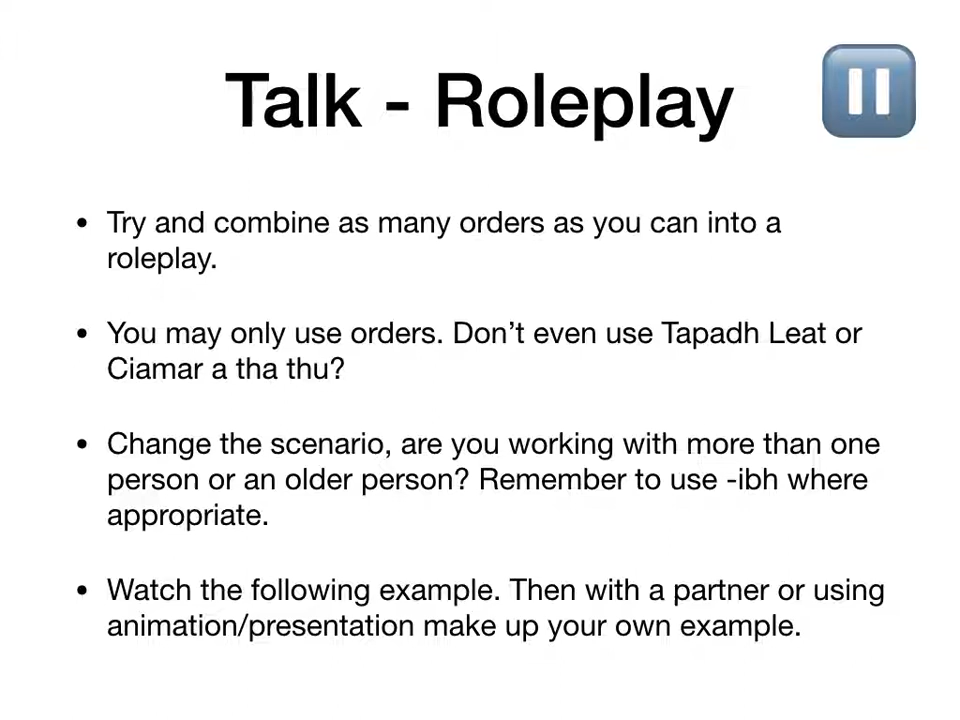 Talk - Roleplay
• Try and combine as many orders as you can into a
roleplay.
• You may only use orders. Don’t even use Tapadh Leat or
Ciamar a tha thu?
• Change the scenario, are you working with more than one
person or an older person? Remember to use -ibh where
appropriate.
• Watch the following example. Then with a partner or using
animation/presentation make up your own example.